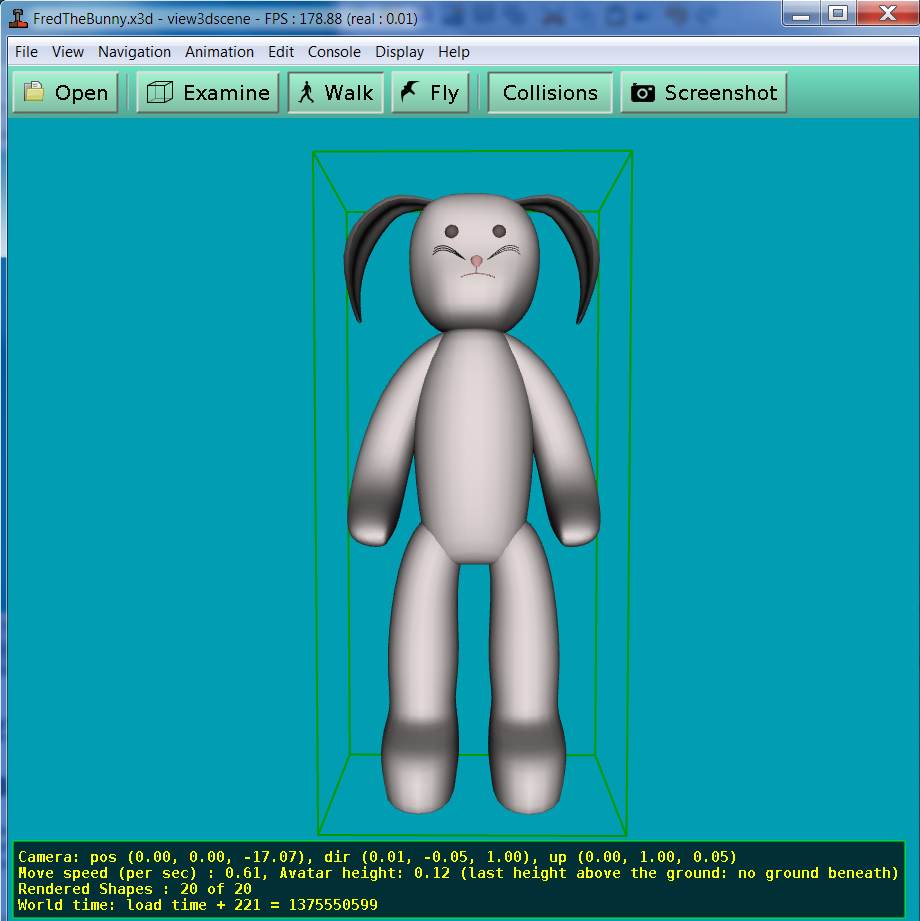 FredTheBunny.x3d - view3dscene - FPS : 178.88 (real : 0.01)
File View Navigation Animation Edit Console Display Help
Open Examine Walk Fly Collisions Screenshot
Camera: pos (0.00, 0.00, -17.07), dir (0.01, -0.05, 1.00), up (0.00, 1.00, 0.05)
Move speed (per sec) : 0.61, Avatar height: 0.12 (last height above the ground: no ground beneath)
Rendered Shapes : 20 of 20
World time: load time + 221 = 1375550599